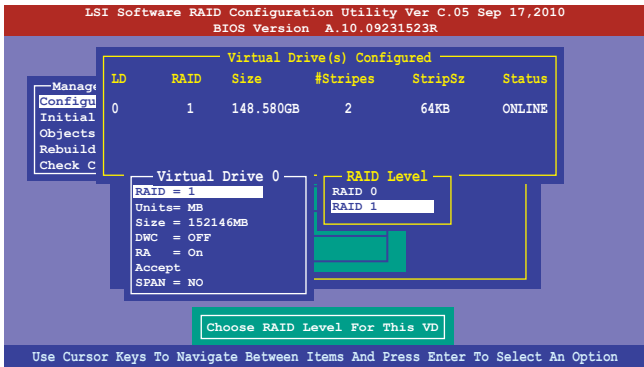 LSI Software RAID Configuration Utility Ver C.05 Sep 17,2010
BIOS Version A.10.09231523R
Virtual Drive(s) Configured
LD RAID Size #Stripes StripSz Status
0 1 148.580GB 2 64KB ONLINE
Manage
Configu
Initial
Objects
Rebuild
Check C
Virtual Drive 0
RAID = 1
Units= MB
Size = 152146MB
DWC = OFF
RA = On
Accept
SPAN = NO
RAID Level
RAID 0
RAID 1
Choose RAID Level For This VD
Use Cursor Keys To Navigate Between Items And Press Enter To Select An Option